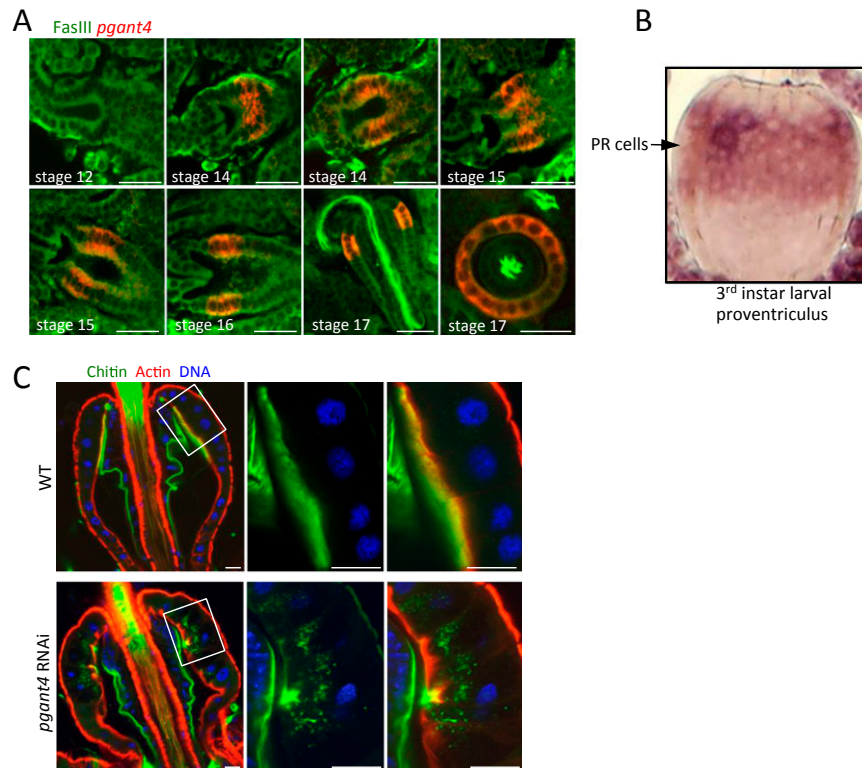 A
FasIII pgant4
stage 12
stage 14
stage 14
stage 15
stage 15
stage 16
stage 17
stage 17
B
PR cells
3rd instar larval
proventriculus
C
Chitin Actin DNA
WT
pgant4 RNAi